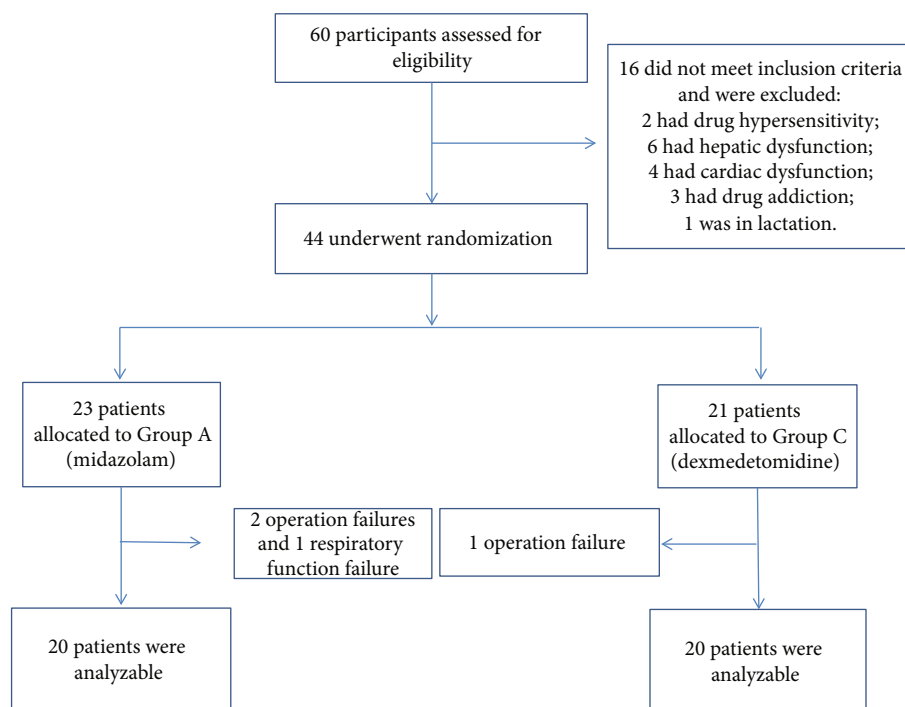 60 participants assessed for
eligibility
16 did not meet inclusion criteria
and were excluded:
2 had drug hypersensitivity;
6 had hepatic dysfunction;
4 had cardiac dysfunction;
3 had drug addiction;
1 was in lactation.
44 underwent randomization
23 patients
allocated to Group A
(midazolam)
21 patients
allocated to Group C
(dexmedetomidine)
2 operation failures
and 1 respiratory
function failure
1 operation failure
20 patients were
analyzable
20 patients were
analyzable